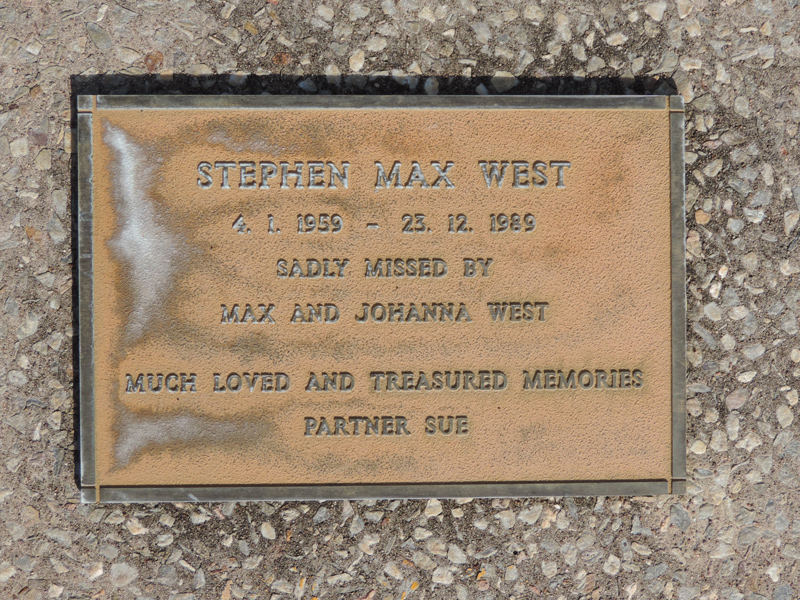 STEPHEN MAX WEST
4. 1. 1959 - 23. 12. 1989
SADLY MISSED BY
MAX AND JOHANNA WEST
MUCH LOVED AND TREASURED MEMORIES
PARTNER SUE